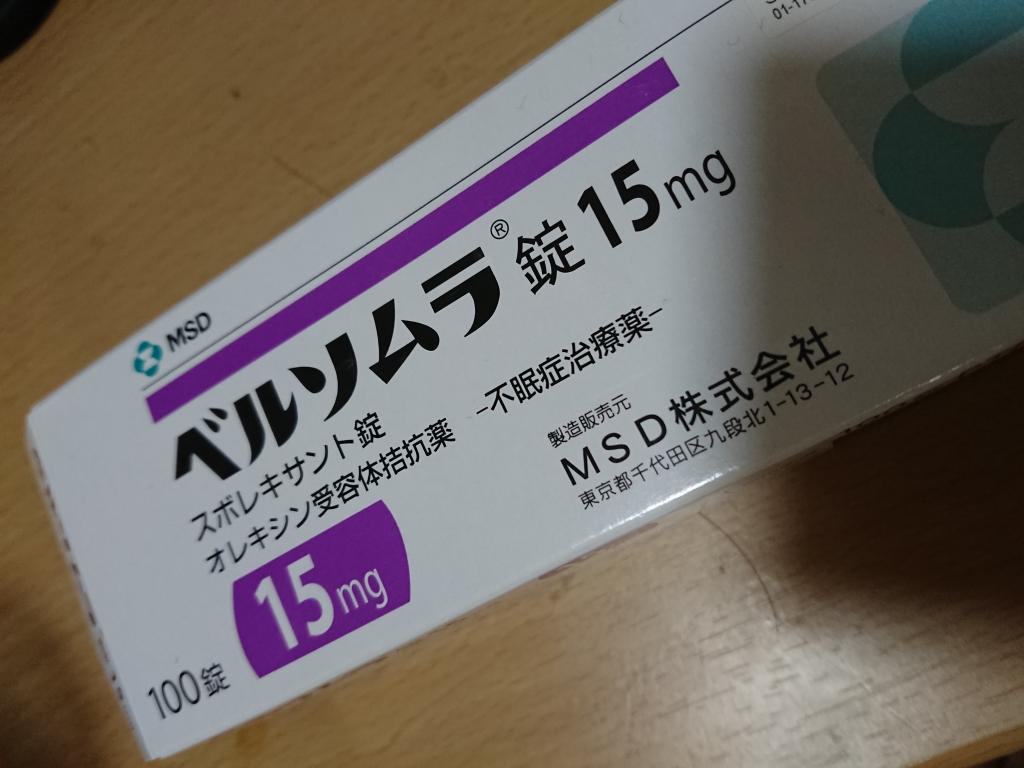 MSD
ベルソムラ® 錠 15mg
スボレキサント錠
オレキシン受容体拮抗薬 -不眠症治療薬-
15mg
100錠
製造販売元
MSD株式会社
東京都千代田区九段北1-13-12